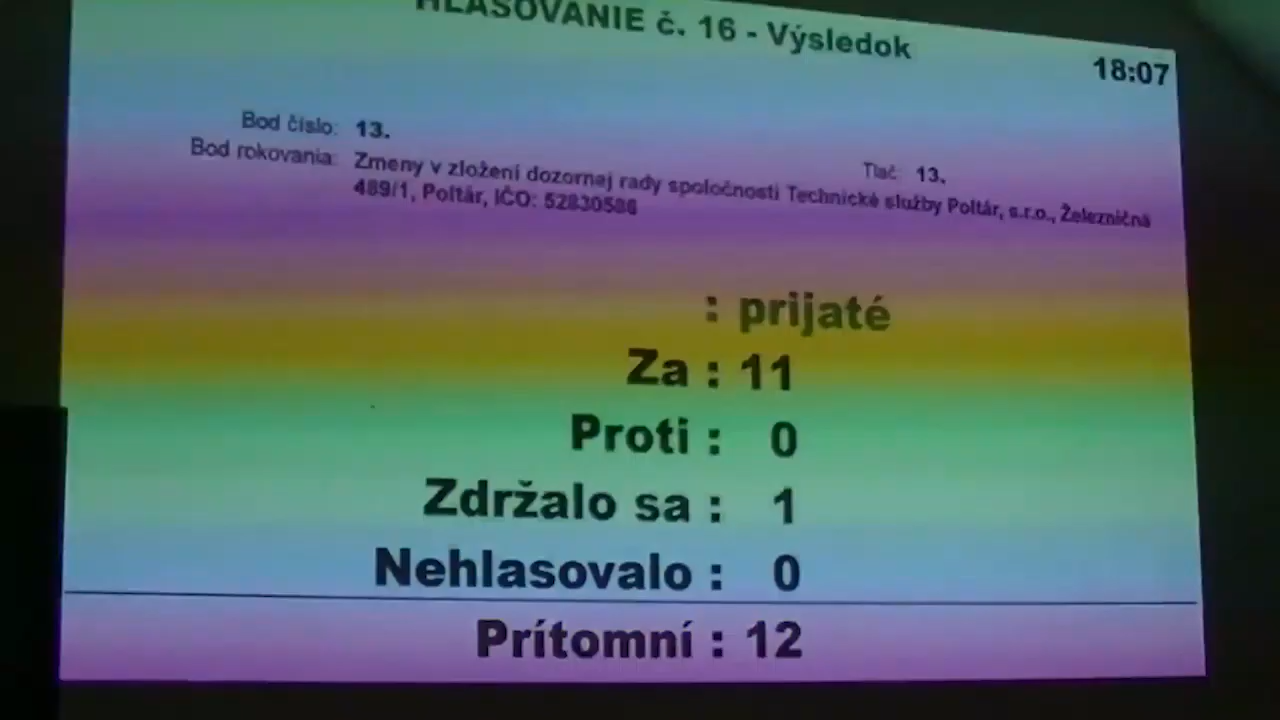 HLASOVANIE č. 16 - Výsledok
18:07
Bod číslo: 13.
Tlač: 13.
Bod rokovania: Zmeny v zložení dozornej rady spoločnosti Technické služby Poltár, s.r.o., Železničná
489/1, Poltár, IČO: 52830586
: prijaté
Za : 11
Proti : 0
Zdržalo sa : 1
Nehlasovalo : 0
Prítomní : 12